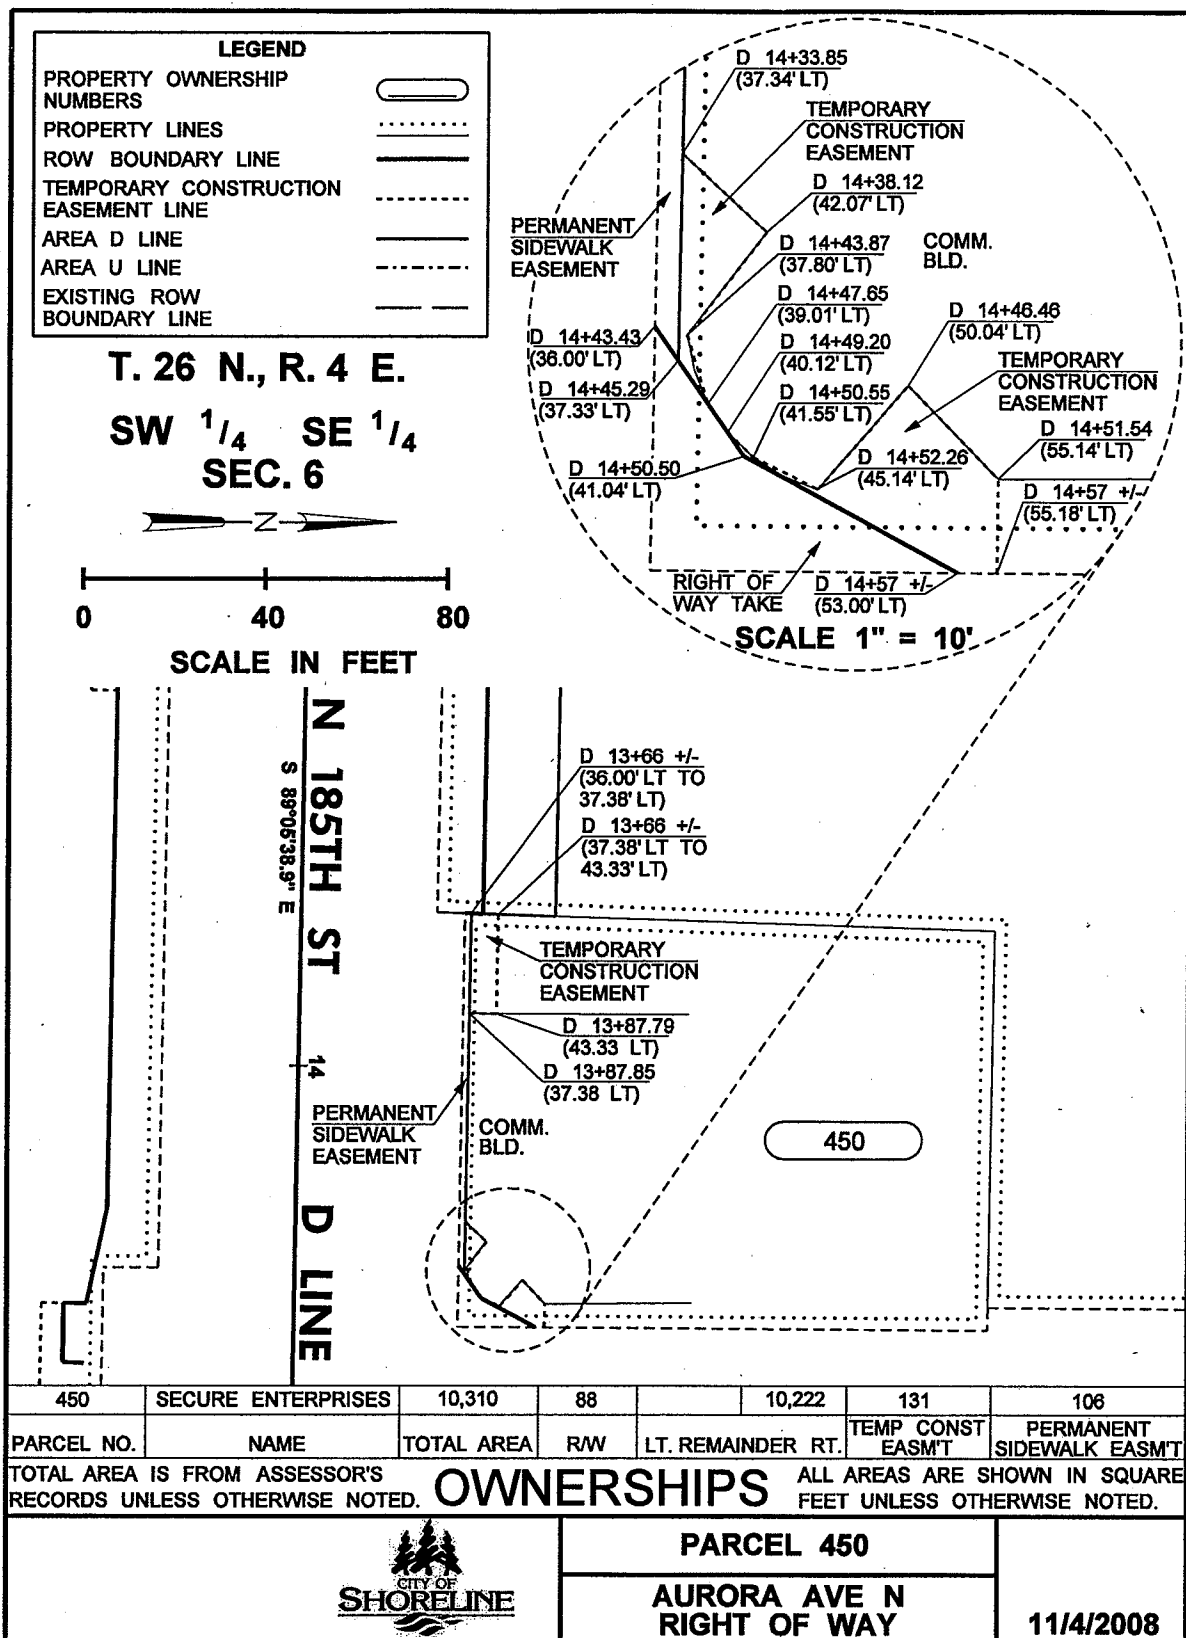 LEGEND
PROPERTY OWNERSHIP
NUMBERS
PROPERTY LINES
ROW BOUNDARY LINE
TEMPORARY CONSTRUCTION
EASEMENT LINE
AREA D LINE
AREA U LINE
EXISTING ROW
BOUNDARY LINE
T. 26 N., R. 4 E.
SW 1/4 SE 1/4
SEC. 6
N
0 40 80
SCALE IN FEET
D 14+33.85
(37.34' LT)
TEMPORARY
CONSTRUCTION
EASEMENT
D 14+38.12
(42.07' LT)
PERMANENT
SIDEWALK
EASEMENT
D 14+43.87
(37.80' LT)
COMM.
BLD.
D 14+47.65
(39.01' LT)
D 14+46.46
(50.04' LT)
D 14+43.43
(36.00' LT)
D 14+49.20
(40.12' LT)
TEMPORARY
CONSTRUCTION
EASEMENT
D 14+45.29
(37.33' LT)
D 14+50.55
(41.55' LT)
D 14+51.54
(55.14' LT)
D 14+50.50
(41.04' LT)
D 14+52.26
(45.14' LT)
D 14+57 +/-
(55.18' LT)
RIGHT OF
WAY TAKE
D 14+57 +/-
(53.00' LT)
SCALE 1" = 10'
N 185TH ST
S 89°05'38.9" E
14
D LINE
D 13+66 +/-
(36.00' LT TO
37.38' LT)
D 13+66 +/-
(37.38' LT TO
43.33' LT)
TEMPORARY
CONSTRUCTION
EASEMENT
D 13+87.79
(43.33 LT)
D 13+87.85
(37.38 LT)
PERMANENT
SIDEWALK
EASEMENT
COMM.
BLD.
450
450 SECURE ENTERPRISES 10,310 88 10,222 131 106
PARCEL NO. NAME TOTAL AREA R/W LT. REMAINDER RT. TEMP CONST EASM'T PERMANENT SIDEWALK EASM'T
TOTAL AREA IS FROM ASSESSOR'S
RECORDS UNLESS OTHERWISE NOTED.
OWNERSHIPS
ALL AREAS ARE SHOWN IN SQUARE
FEET UNLESS OTHERWISE NOTED.
CITY OF
SHORELINE
PARCEL 450
AURORA AVE N
RIGHT OF WAY
11/4/2008